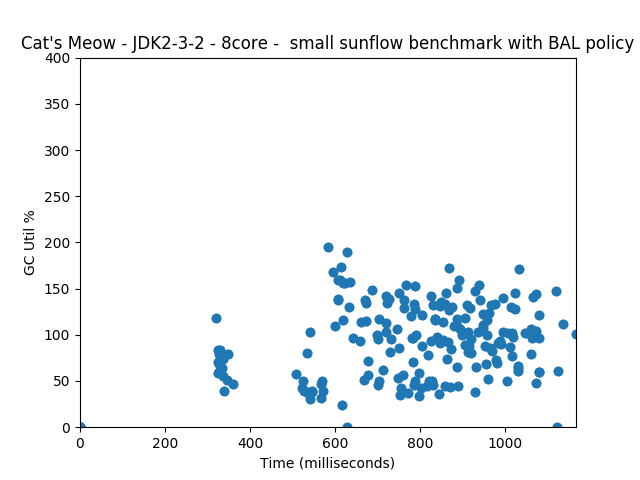 Cat's Meow - JDK2-3-2 - 8core -  small sunflow benchmark with BAL policy
400
350
300
250
200
150
100
50
0
GC Util %
0 200 400 600 800 1000
Time (milliseconds)